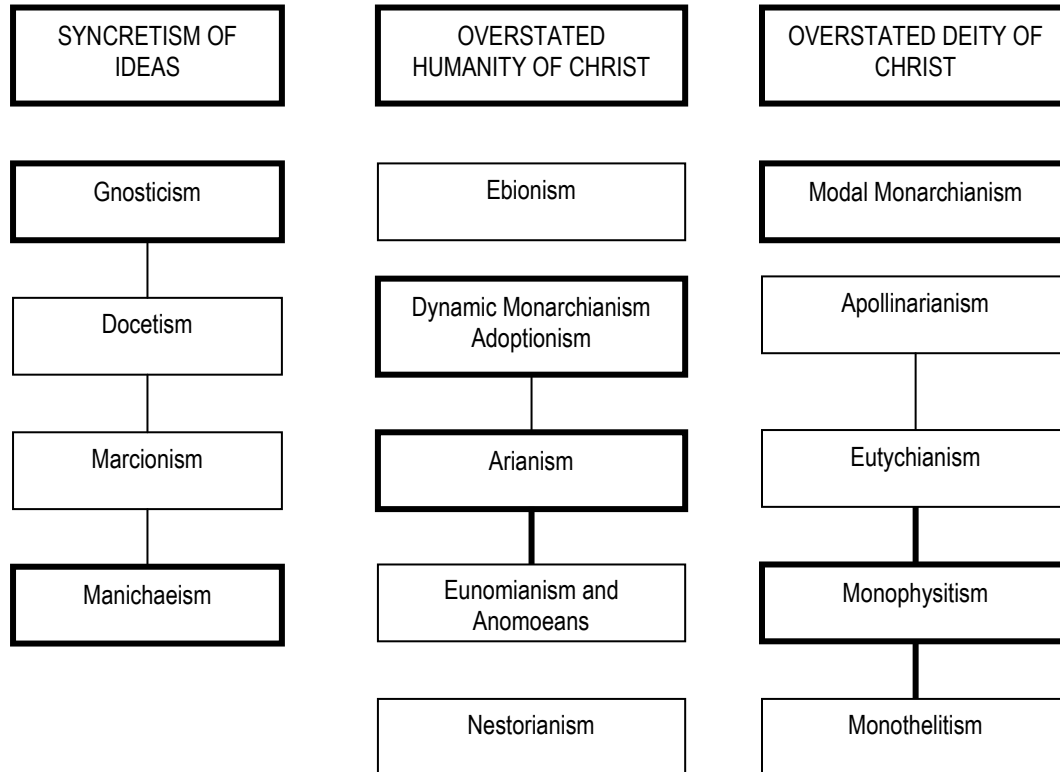 SYNCRETISM OF
IDEAS
OVERSTATED
HUMANITY OF CHRIST
OVERSTATED DEITY OF
CHRIST
Gnosticism
Ebionism
Modal Monarchianism
Docetism
Dynamic Monarchianism
Adoptionism
Apollinarianism
Marcionism
Arianism
Eutychianism
Manichaeism
Eunomianism and
Anomoeans
Monophysitism
Nestorianism
Monothelitism